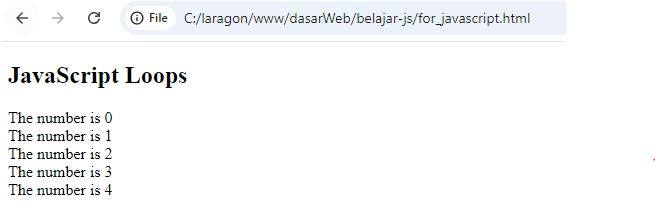 File C:/laragon/www/dasarWeb/belajar-js/for_javascript.html
JavaScript Loops
The number is 0
The number is 1
The number is 2
The number is 3
The number is 4